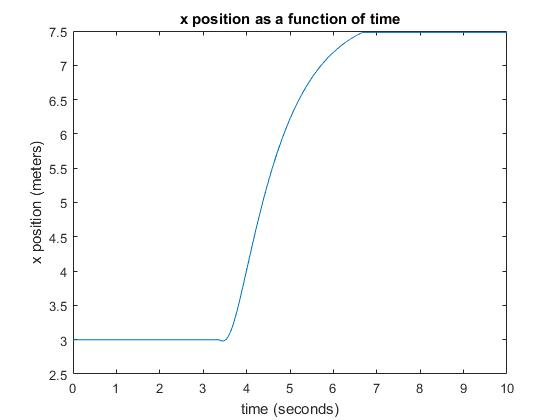 x position as a function of time
7.5
7
6.5
6
5.5
5
4.5
4
3.5
3
2.5
x position (meters)
0 1 2 3 4 5 6 7 8 9 10
time (seconds)